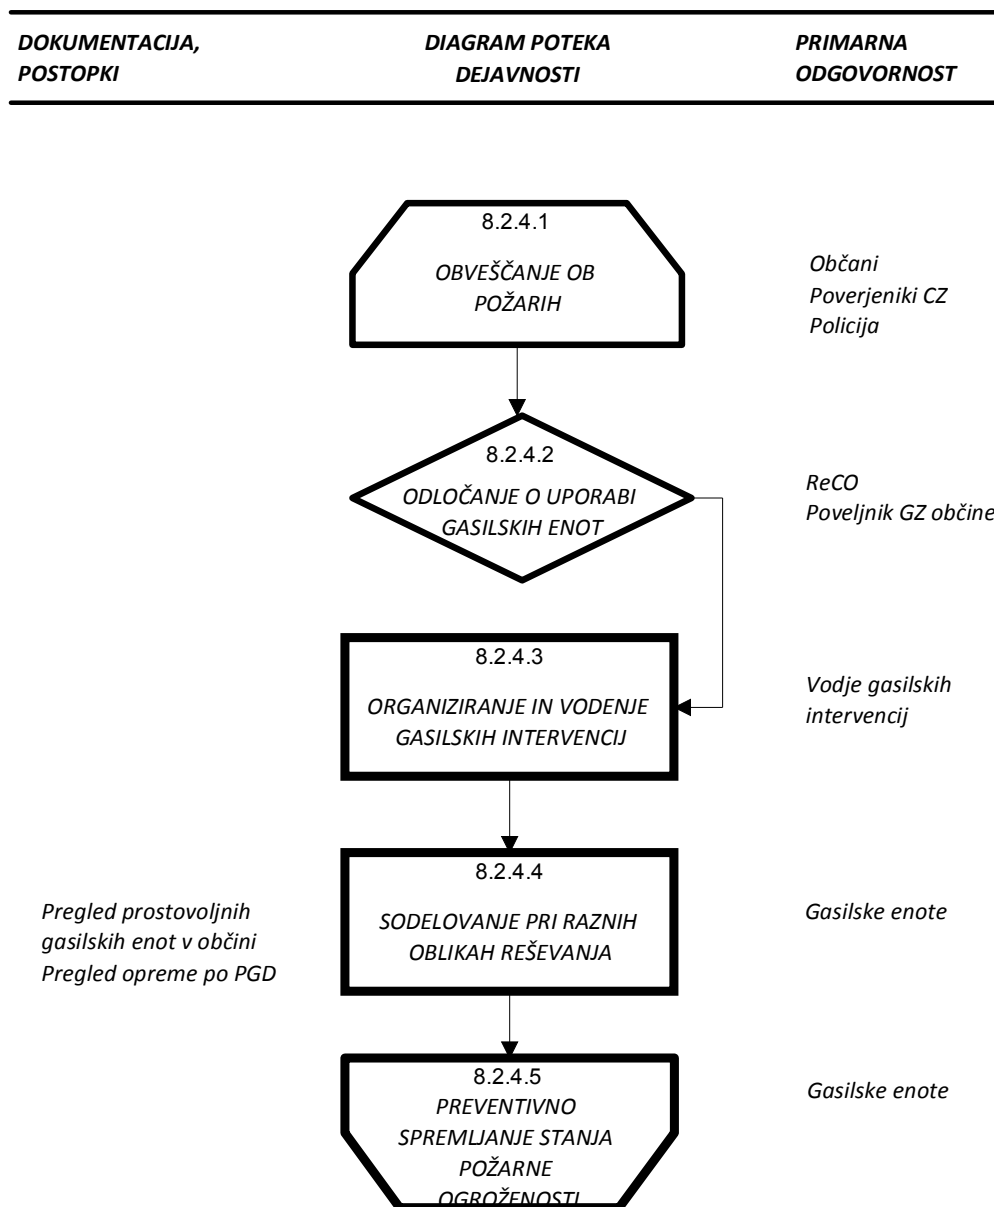 DOKUMENTACIJA,
POSTOPKI
DIAGRAM POTEKA
DEJAVNOSTI
PRIMARNA
ODGOVORNOST
8.2.4.1
OBVEŠČANJE OB
POŽARIH
Občani
Poverjeniki CZ
Policija
8.2.4.2
ODLOČANJE O UPORABI
GASILSKIH ENOT
ReCO
Poveljnik GZ občine
8.2.4.3
ORGANIZIRANJE IN VODENJE
GASILSKIH INTERVENCIJ
Vodje gasilskih
intervencij
Pregled prostovoljnih
gasilskih enot v občini
Pregled opreme po PGD
8.2.4.4
SODELOVANJE PRI RAZNIH
OBLIKAH REŠEVANJA
Gasilske enote
8.2.4.5
PREVENTIVNO
SPREMLJANJE STANJA
POŽARNE
OGROŽENOSTI
Gasilske enote